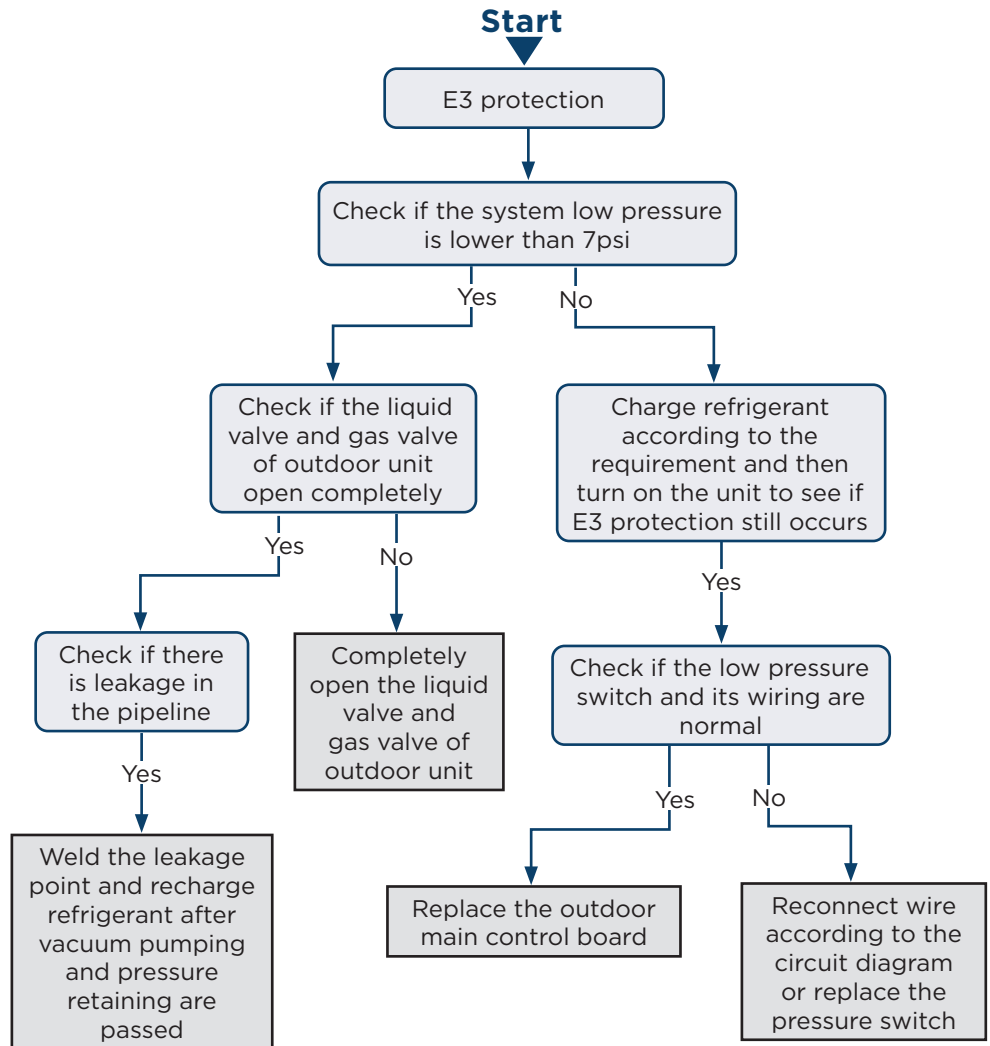 Start
E3 protection
Check if the system low pressure
is lower than 7psi
Yes
No
Check if the liquid
valve and gas valve
of outdoor unit
open completely
Charge refrigerant
according to the
requirement and then
turn on the unit to see if
E3 protection still occurs
Yes
No
Yes
Check if there
is leakage in
the pipeline
Completely
open the liquid
valve and
gas valve of
outdoor unit
Check if the low pressure
switch and its wiring are
normal
Yes
Yes
No
Weld the leakage
point and recharge
refrigerant after
vacuum pumping
and pressure
retaining are
passed
Replace the outdoor
main control board
Reconnect wire
according to the
circuit diagram
or replace the
pressure switch